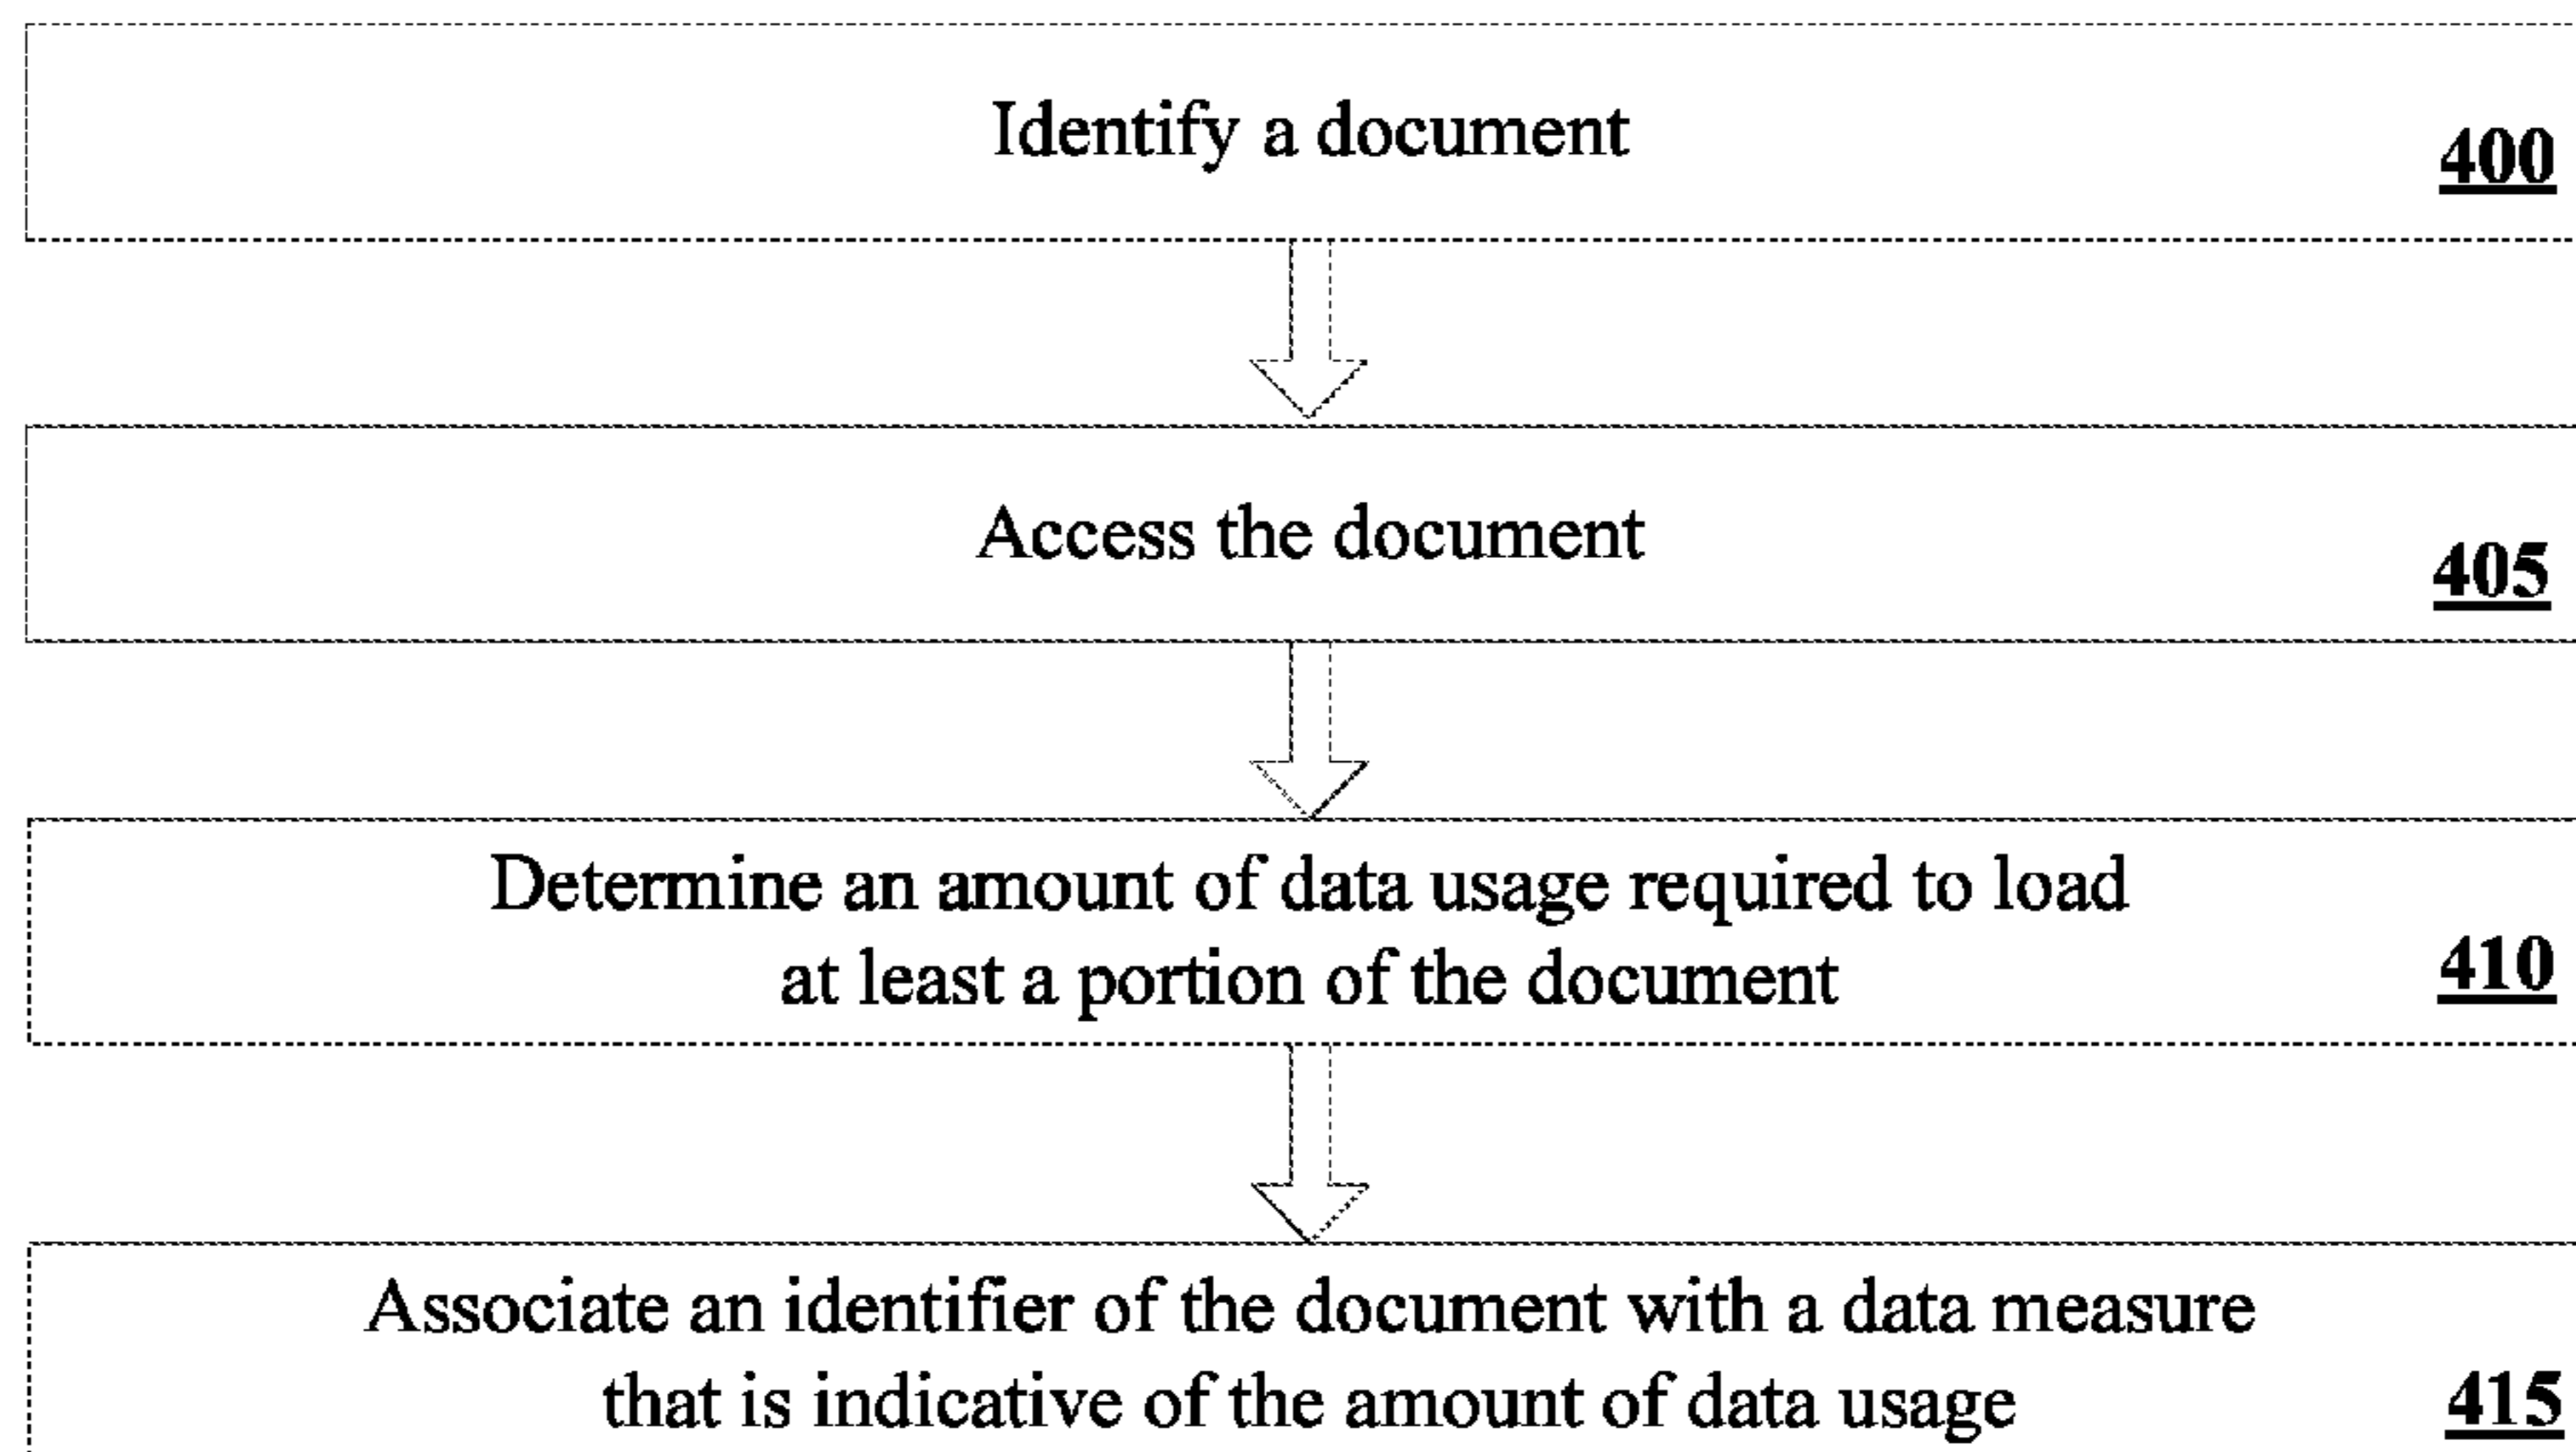 Identify a document
400
Access the document
405
Determine an amount of data usage required to load
at least a portion of the document
410
Associate an identifier of the document with a data measure
that is indicative of the amount of data usage
415